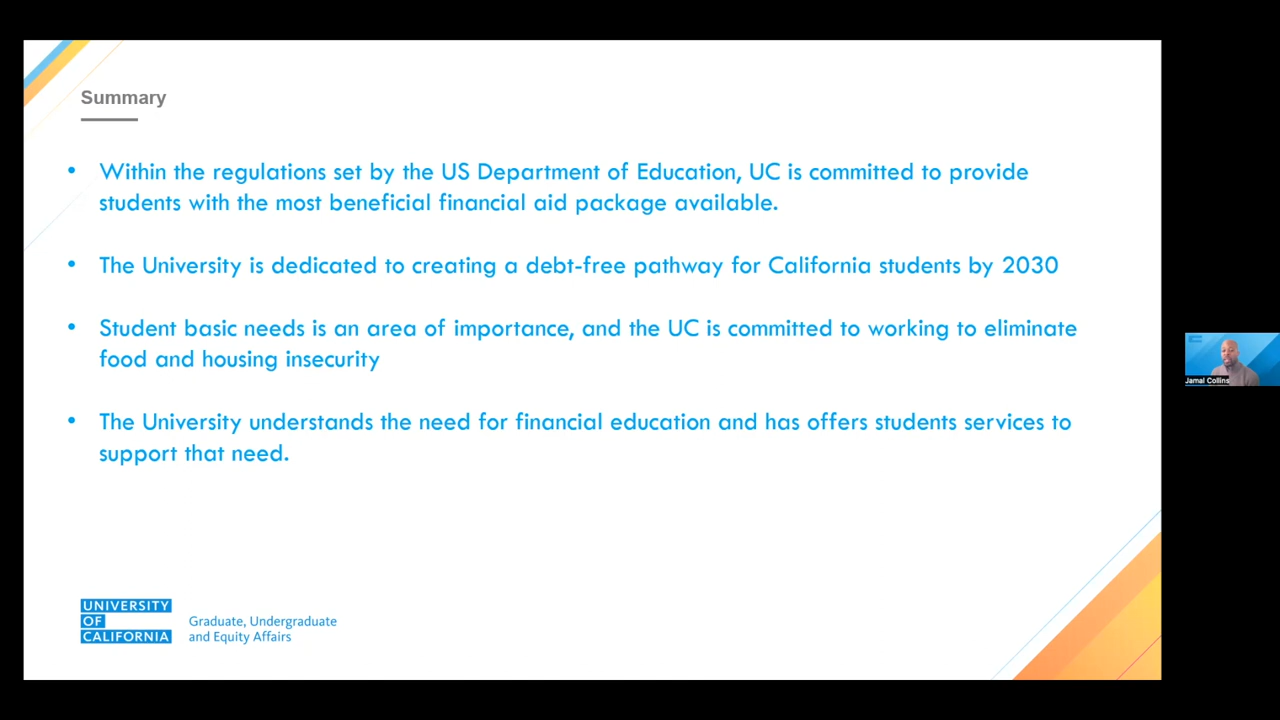 Summary
• Within the regulations set by the US Department of Education, UC is committed to provide
students with the most beneficial financial aid package available.
• The University is dedicated to creating a debt-free pathway for California students by 2030
• Student basic needs is an area of importance, and the UC is committed to working to eliminate
food and housing insecurity
• The University understands the need for financial education and has offers students services to
support that need.
UNIVERSITY
OF
CALIFORNIA
Graduate, Undergraduate
and Equity Affairs
Jamal Collins